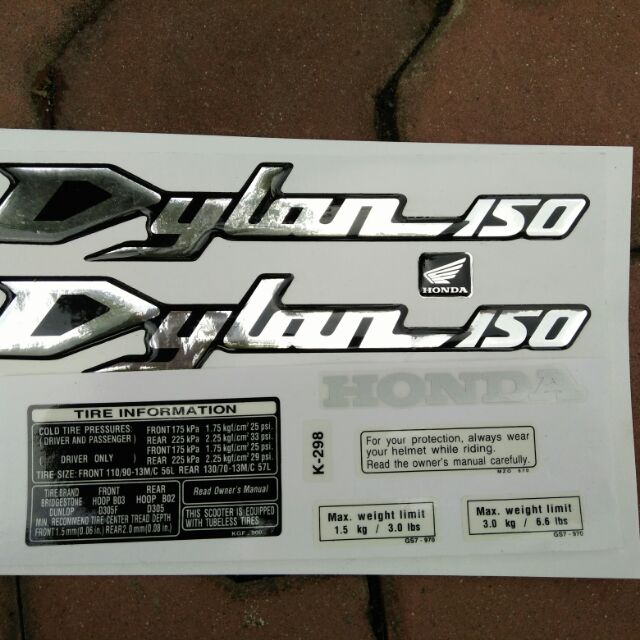 Dylan 150
HONDA
Dylan 150
HONDA
TIRE INFORMATION
COLD TIRE PRESSURES: FRONT 175 kPa 1.75 kgf/cm² 25 psi
(DRIVER AND PASSENGER) REAR 225 kPa 2.25 kgf/cm² 33 psi
FRONT 175 kPa 1.75 kgf/cm² 25 psi
(DRIVER ONLY) REAR 225 kPa 2.25 kgf/cm² 29 psi
TIRE SIZE: FRONT 110/90-13M/C 56L REAR 130/70-13M/C 57L
TIRE BRAND FRONT REAR
BRIDGESTONE HOOP B03 HOOP B02
DUNLOP D305F D305
MIN. RECOMMEND TIRE CENTER TREAD DEPTH
FRONT 1.5mm (0.06 in.) REAR 2.0 mm (0.08 in.)
Read Owner's Manual
THIS SCOOTER IS EQUIPPED
WITH TUBELESS TIRES
K-298
For your protection, always wear
your helmet while riding.
Read the owner's manual carefully.
Max. weight limit
1.5 kg / 3.0 lbs
GS7 - 970
Max. weight limit
3.0 kg / 6.6 lbs
GS7 - 970